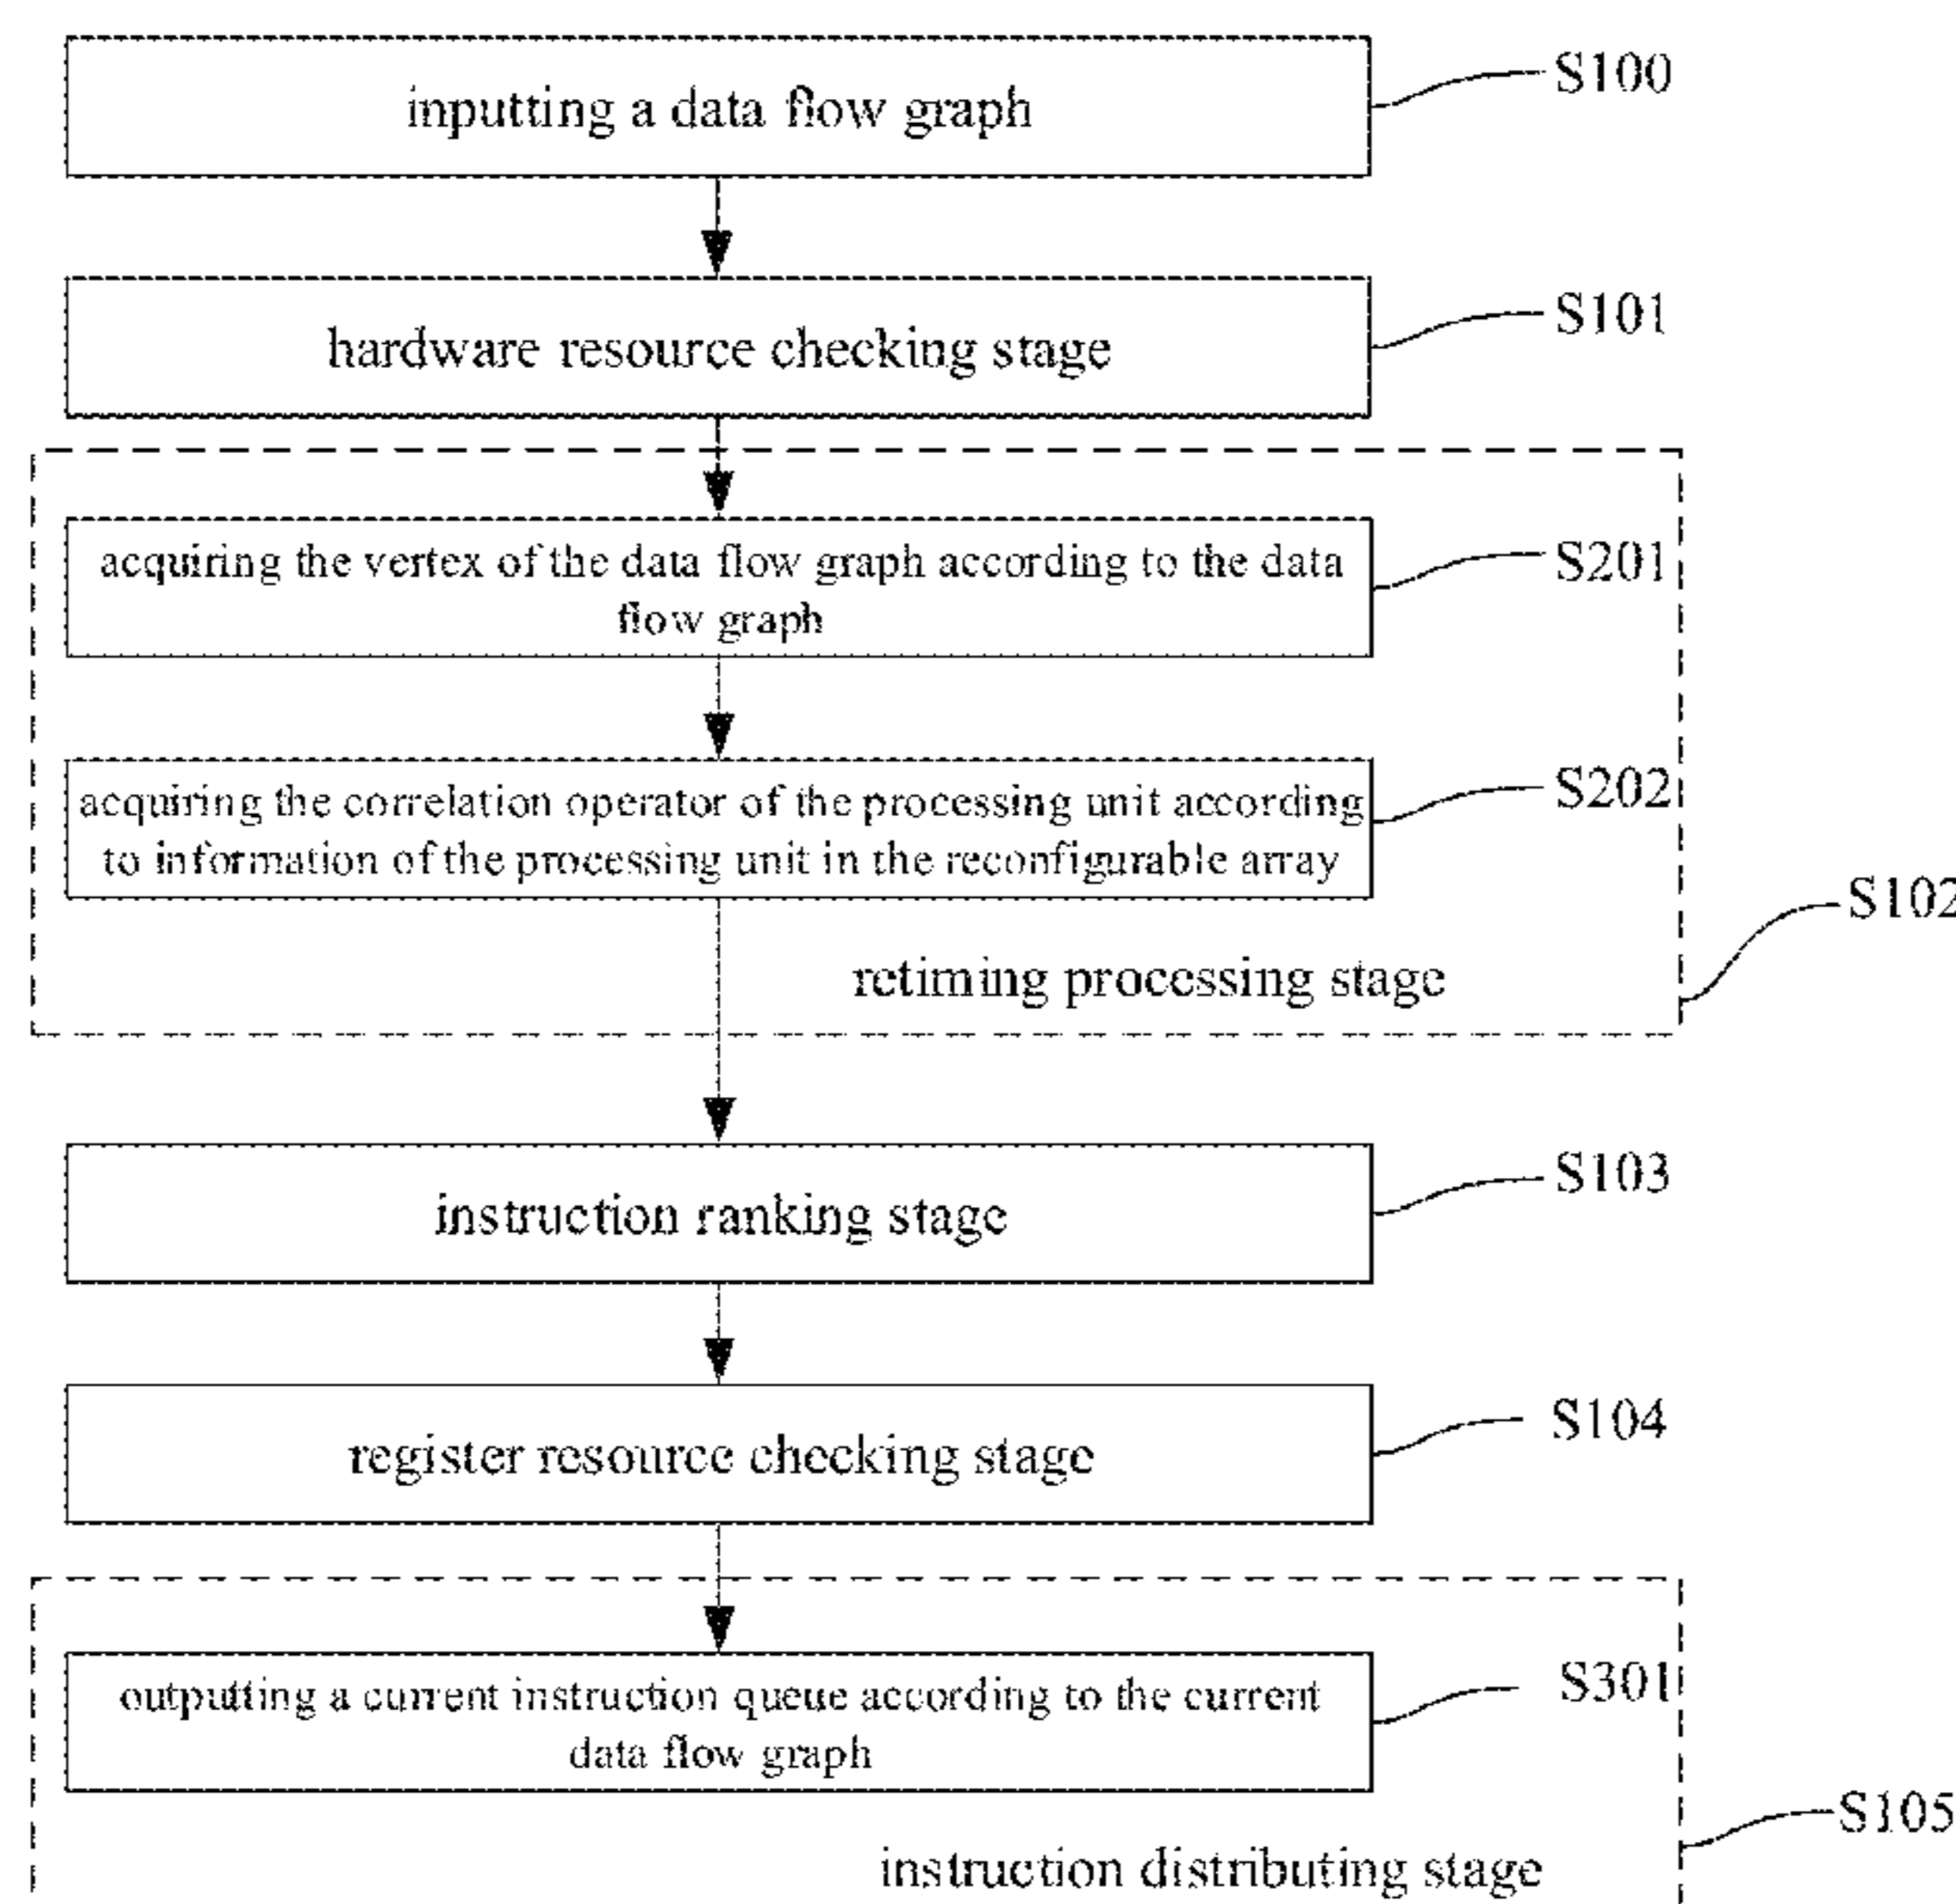 inputting a data flow graph
S100
hardware resource checking stage
S101
acquiring the vertex of the data flow graph according to the data
flow graph
S201
acquiring the correlation operator of the processing unit according
to information of the processing unit in the reconfigurable array
S202
S102
retiming processing stage
instruction ranking stage
S103
register resource checking stage
S104
outputting a current instruction queue according to the current
data flow graph
S301
S105
instruction distributing stage